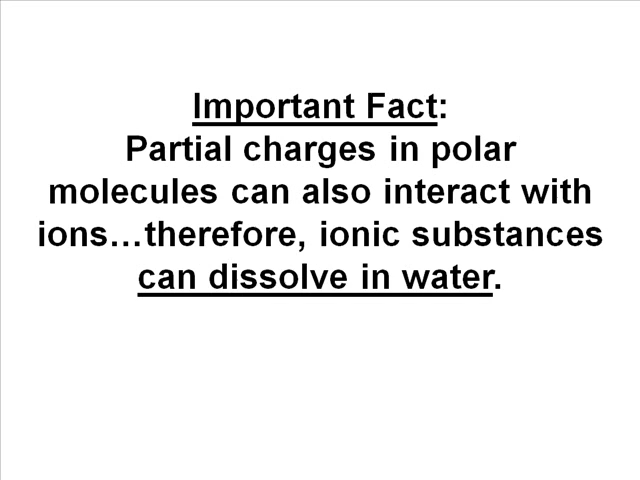 Important Fact:
Partial charges in polar
molecules can also interact with
ions…therefore, ionic substances
can dissolve in water.